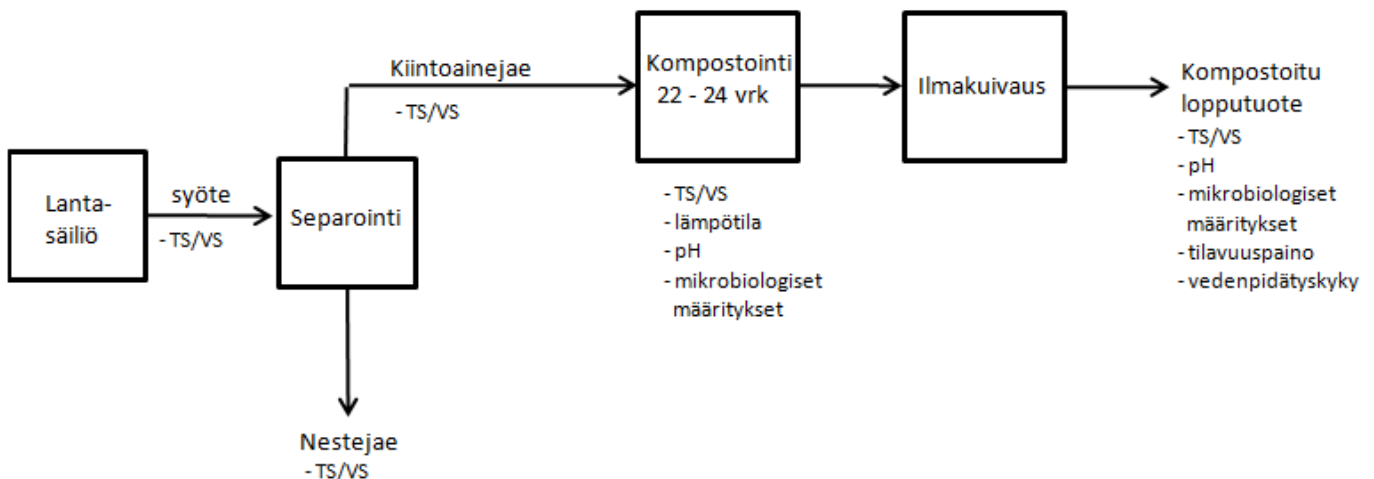 Lanta-
säiliö
syöte
- TS/VS
Separointi
Kiintoainejae
- TS/VS
Nestejae
- TS/VS
Kompostointi
22 - 24 vrk
- TS/VS
- lämpötila
- pH
- mikrobiologiset
määritykset
Ilmakuivaus
Kompostoitu
lopputuote
- TS/VS
- pH
- mikrobiologiset
määritykset
- tilavuuspaino
- vedenpidätyskyky